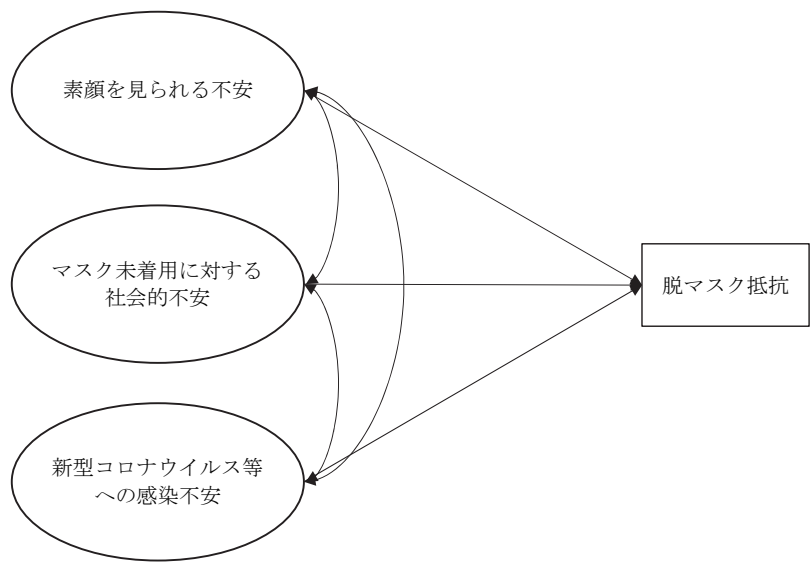 素顔を見られる不安
マスク未着用に対する
社会的不安
脱マスク抵抗
新型コロナウイルス等
への感染不安